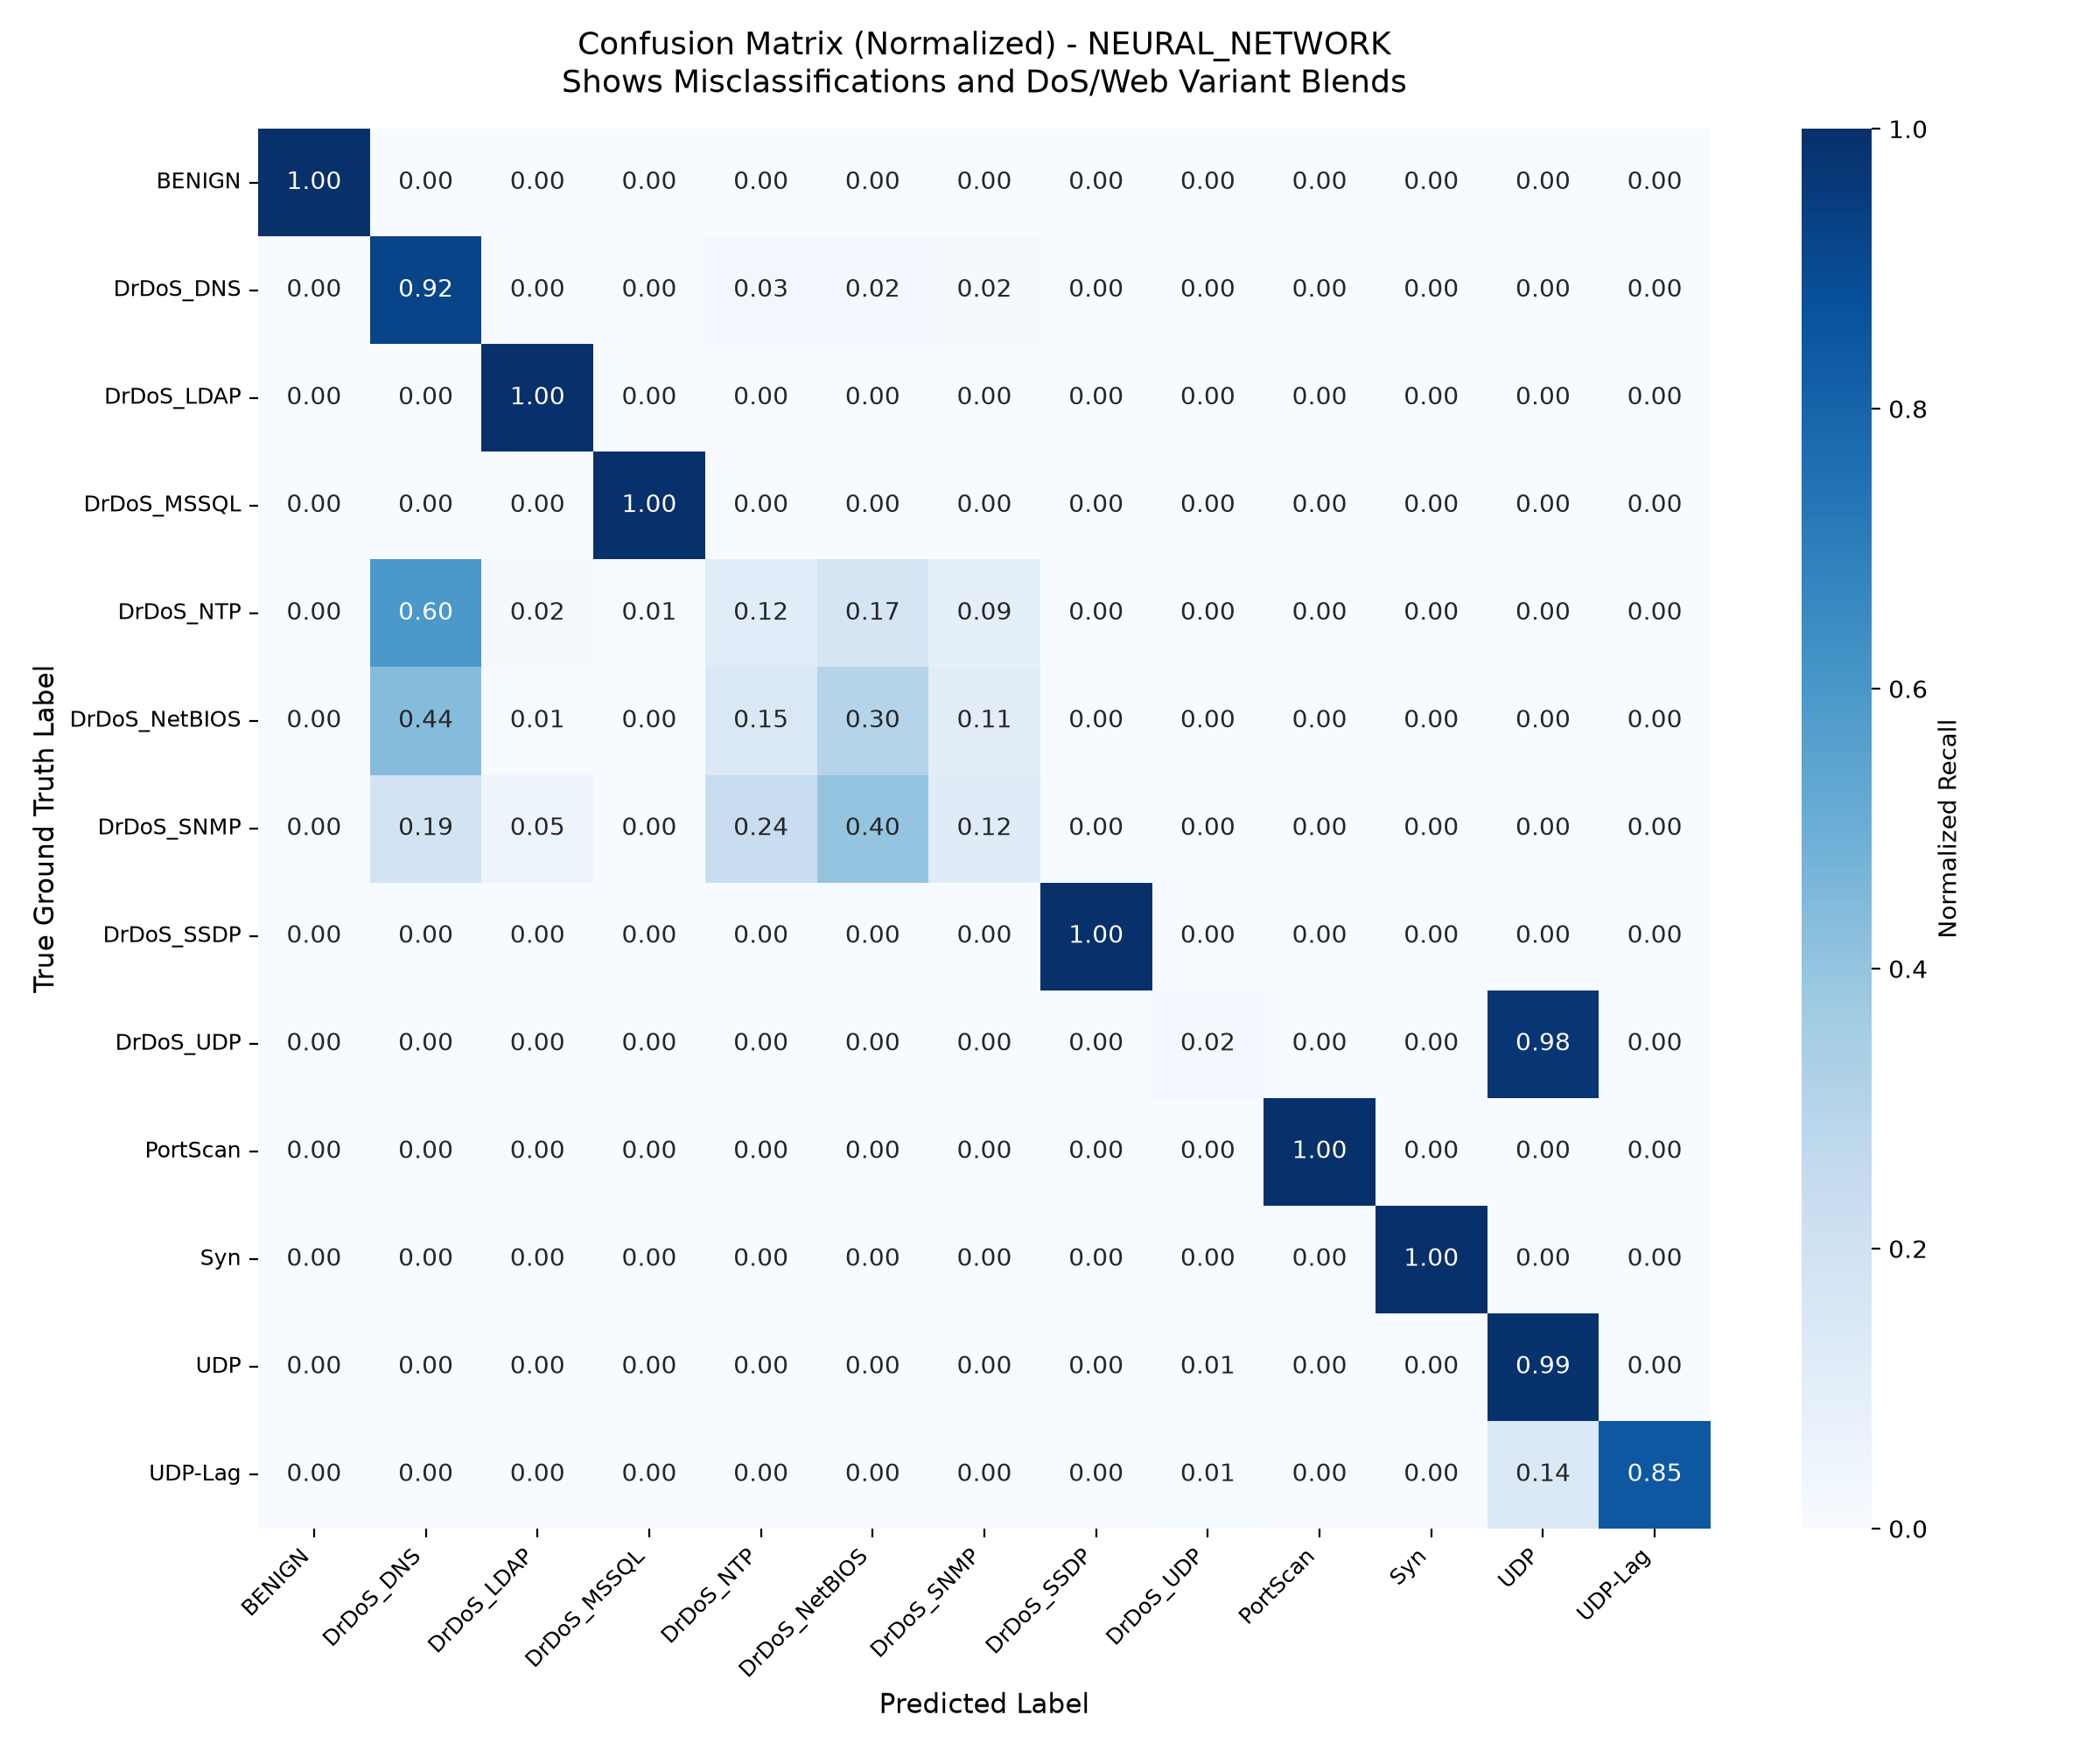 Confusion Matrix (Normalized) - NEURAL_NETWORK
Shows Misclassifications and DoS/Web Variant Blends
True Ground Truth Label
BENIGN 1.00 0.00 0.00 0.00 0.00 0.00 0.00 0.00 0.00 0.00 0.00 0.00 0.00
DrDoS_DNS 0.00 0.92 0.00 0.00 0.03 0.02 0.02 0.00 0.00 0.00 0.00 0.00 0.00
DrDoS_LDAP 0.00 0.00 1.00 0.00 0.00 0.00 0.00 0.00 0.00 0.00 0.00 0.00 0.00
DrDoS_MSSQL 0.00 0.00 0.00 1.00 0.00 0.00 0.00 0.00 0.00 0.00 0.00 0.00 0.00
DrDoS_NTP 0.00 0.60 0.02 0.01 0.12 0.17 0.09 0.00 0.00 0.00 0.00 0.00 0.00
DrDoS_NetBIOS 0.00 0.44 0.01 0.00 0.15 0.30 0.11 0.00 0.00 0.00 0.00 0.00 0.00
DrDoS_SNMP 0.00 0.19 0.05 0.00 0.24 0.40 0.12 0.00 0.00 0.00 0.00 0.00 0.00
DrDoS_SSDP 0.00 0.00 0.00 0.00 0.00 0.00 0.00 1.00 0.00 0.00 0.00 0.00 0.00
DrDoS_UDP 0.00 0.00 0.00 0.00 0.00 0.00 0.00 0.00 0.02 0.00 0.00 0.98 0.00
PortScan 0.00 0.00 0.00 0.00 0.00 0.00 0.00 0.00 0.00 1.00 0.00 0.00 0.00
Syn 0.00 0.00 0.00 0.00 0.00 0.00 0.00 0.00 0.00 0.00 1.00 0.00 0.00
UDP 0.00 0.00 0.00 0.00 0.00 0.00 0.00 0.00 0.01 0.00 0.00 0.99 0.00
UDP-Lag 0.00 0.00 0.00 0.00 0.00 0.00 0.00 0.00 0.01 0.00 0.00 0.14 0.85
BENIGN DrDoS_DNS DrDoS_LDAP DrDoS_MSSQL DrDoS_NTP DrDoS_NetBIOS DrDoS_SNMP DrDoS_SSDP DrDoS_UDP PortScan Syn UDP UDP-Lag
Predicted Label
1.0
0.8
0.6
0.4
0.2
0.0
Normalized Recall